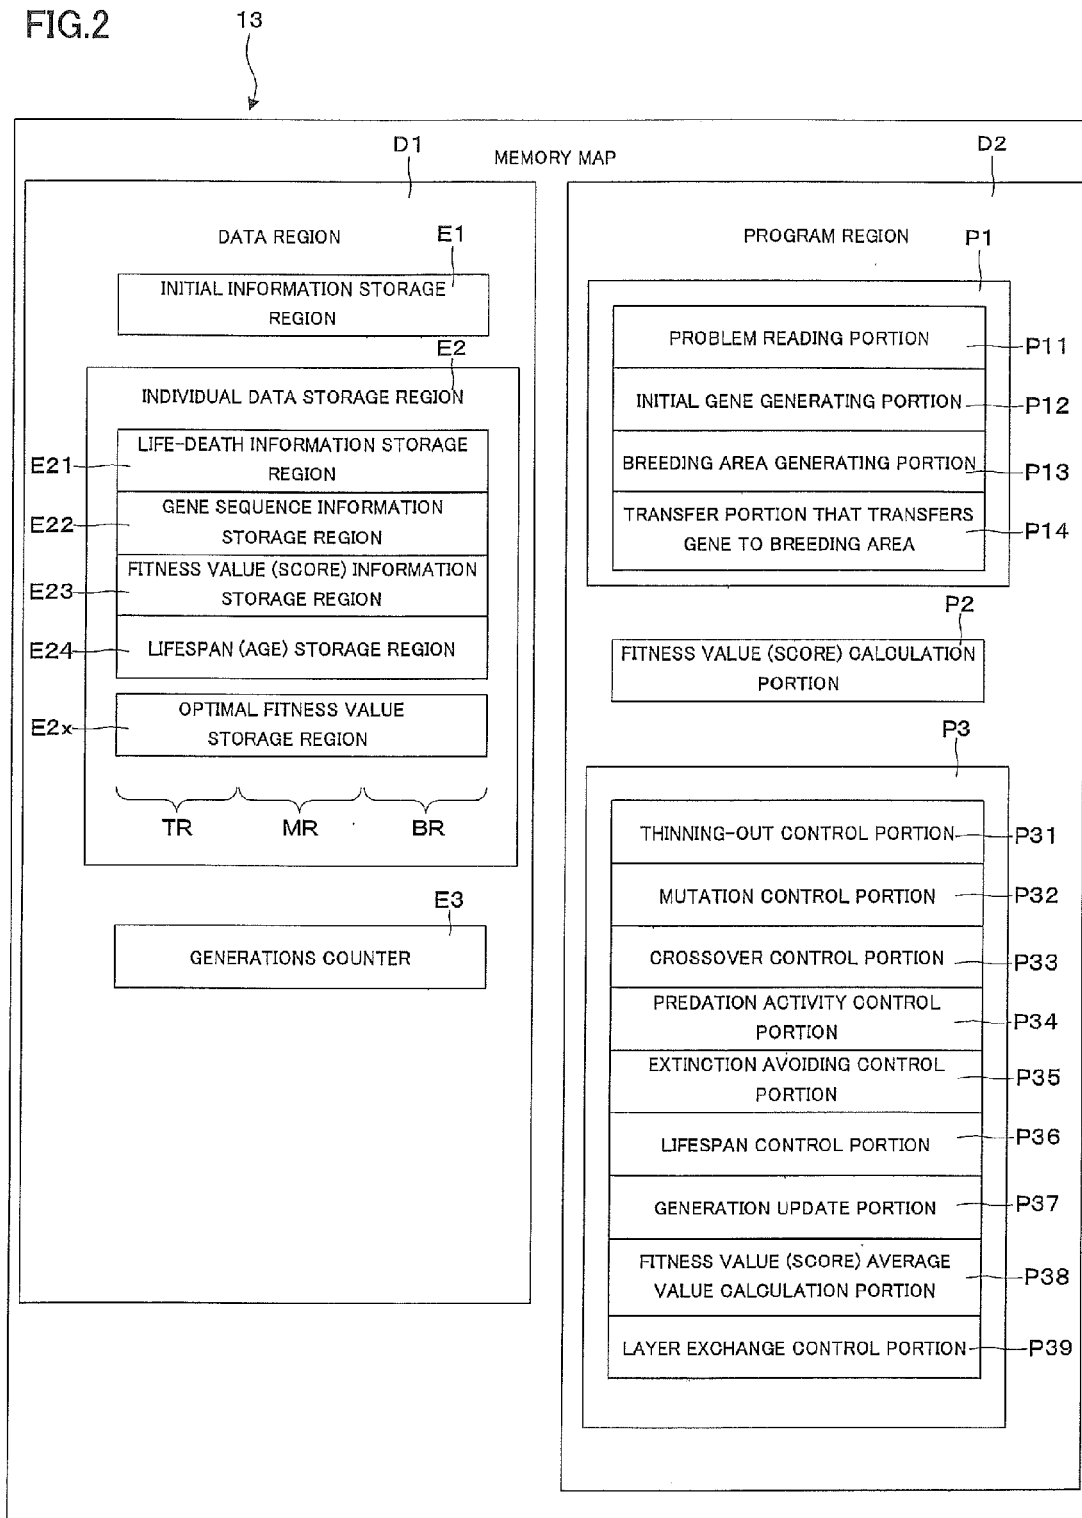 FIG.2
13
MEMORY MAP
D1
DATA REGION
E1
INITIAL INFORMATION STORAGE
REGION
E2
INDIVIDUAL DATA STORAGE REGION
E21
LIFE-DEATH INFORMATION STORAGE
REGION
E22
GENE SEQUENCE INFORMATION
STORAGE REGION
E23
FITNESS VALUE (SCORE) INFORMATION
STORAGE REGION
E24
LIFESPAN (AGE) STORAGE REGION
E2x
OPTIMAL FITNESS VALUE
STORAGE REGION
TR MR BR
E3
GENERATIONS COUNTER
D2
PROGRAM REGION
P1
PROBLEM READING PORTION
P11
INITIAL GENE GENERATING PORTION
P12
BREEDING AREA GENERATING PORTION
P13
TRANSFER PORTION THAT TRANSFERS
GENE TO BREEDING AREA
P14
P2
FITNESS VALUE (SCORE) CALCULATION
PORTION
P3
THINNING-OUT CONTROL PORTION
P31
MUTATION CONTROL PORTION
P32
CROSSOVER CONTROL PORTION
P33
PREDATION ACTIVITY CONTROL
PORTION
P34
EXTINCTION AVOIDING CONTROL
PORTION
P35
LIFESPAN CONTROL PORTION
P36
GENERATION UPDATE PORTION
P37
FITNESS VALUE (SCORE) AVERAGE
VALUE CALCULATION PORTION
P38
LAYER EXCHANGE CONTROL PORTION
P39